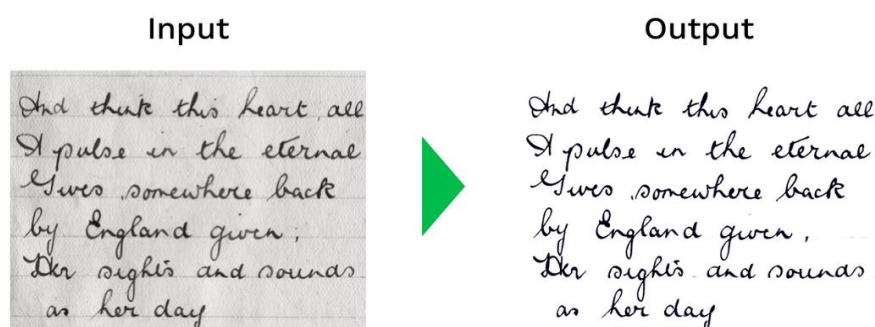 Input
Output
And think this heart, all
A pulse in the eternal
Gives somewhere back
by England given;
Her sights and sounds
as her day
And think this heart all
A pulse in the eternal
Gives somewhere back
by England given,
Her sights and sounds
as her day